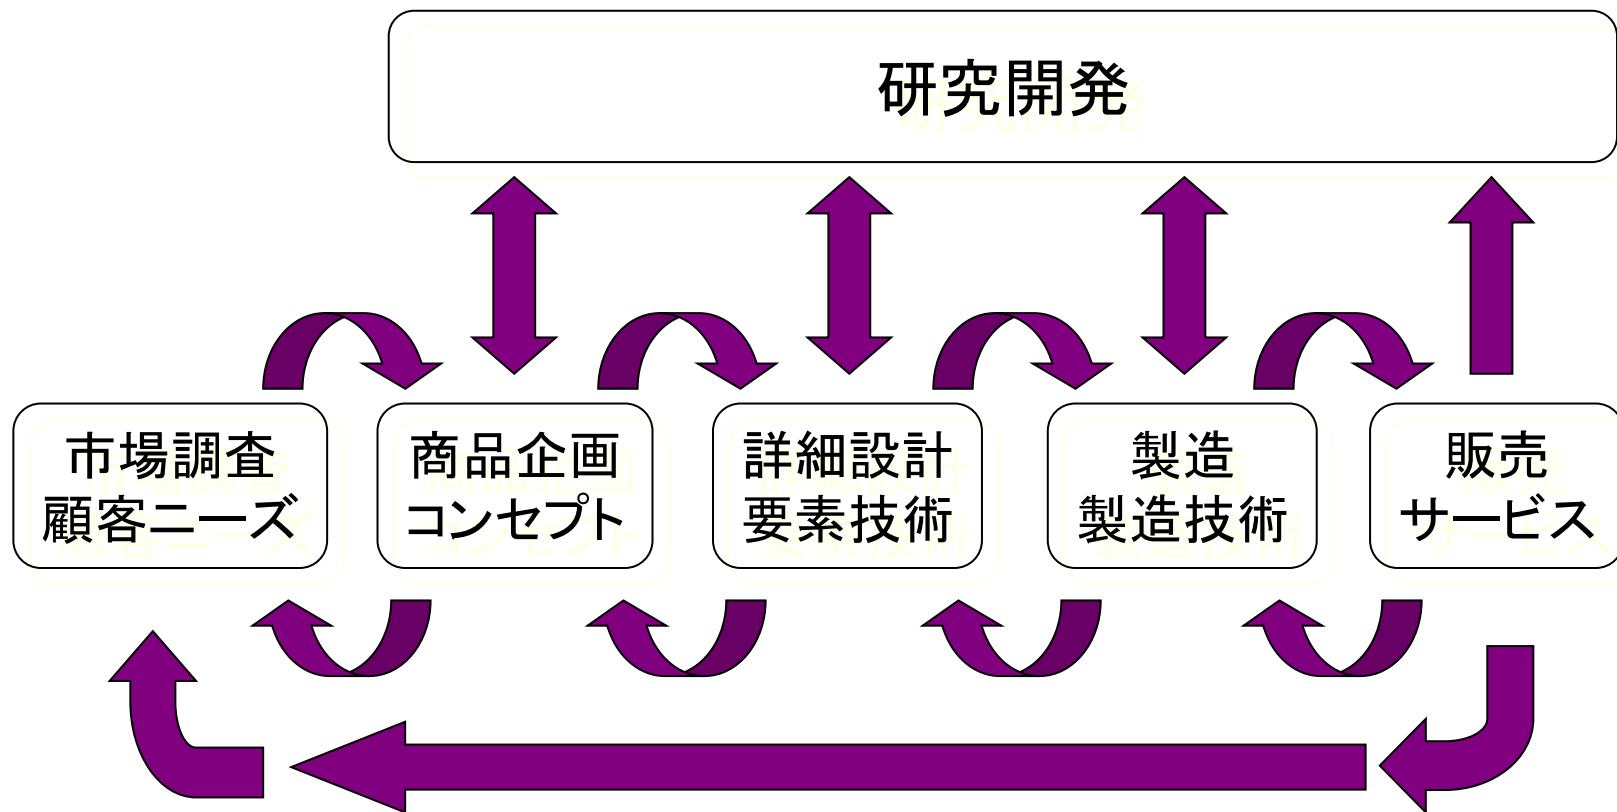 研究開発
市場調査
顧客ニーズ
商品企画
コンセプト
詳細設計
要素技術
製造
製造技術
販売
サービス